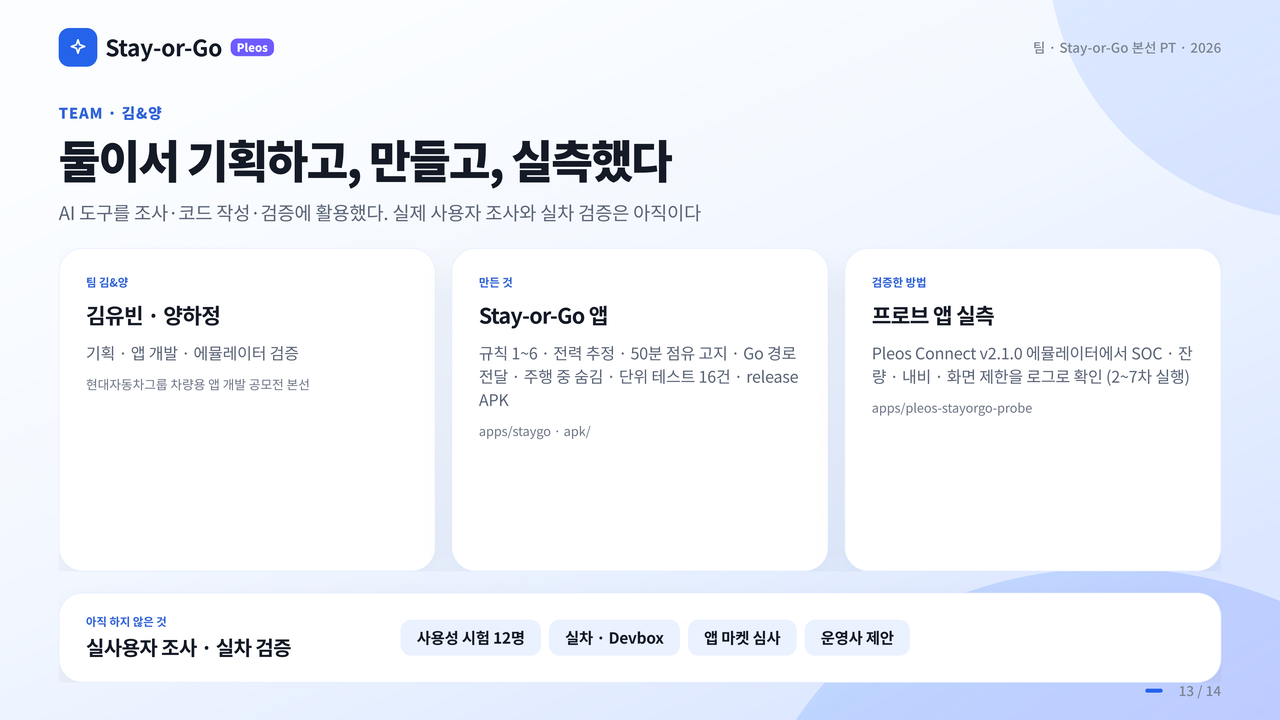 Stay-or-Go Pleos
팀 · Stay-or-Go 본선 PT · 2026
TEAM · 김&양
둘이서 기획하고, 만들고, 실측했다
AI 도구를 조사·코드 작성·검증에 활용했다. 실제 사용자 조사와 실차 검증은 아직이다
팀 김&양
김유빈 · 양하정
기획 · 앱 개발 · 에뮬레이터 검증
현대자동차그룹 차량용 앱 개발 공모전 본선
만든 것
Stay-or-Go 앱
규칙 1~6 · 전력 추정 · 50분 점유 고지 · Go 경로
전달 · 주행 중 숨김 · 단위 테스트 16건 · release
APK
apps/staygo · apk/
검증한 방법
프로브 앱 실측
Pleos Connect v2.1.0 에뮬레이터에서 SOC · 잔
량 · 내비 · 화면 제한을 로그로 확인 (2~7차 실행)
apps/pleos-stayorgo-probe
아직 하지 않은 것
실사용자 조사 · 실차 검증
사용성 시험 12명
실차 · Devbox
앱 마켓 심사
운영사 제안
13 / 14